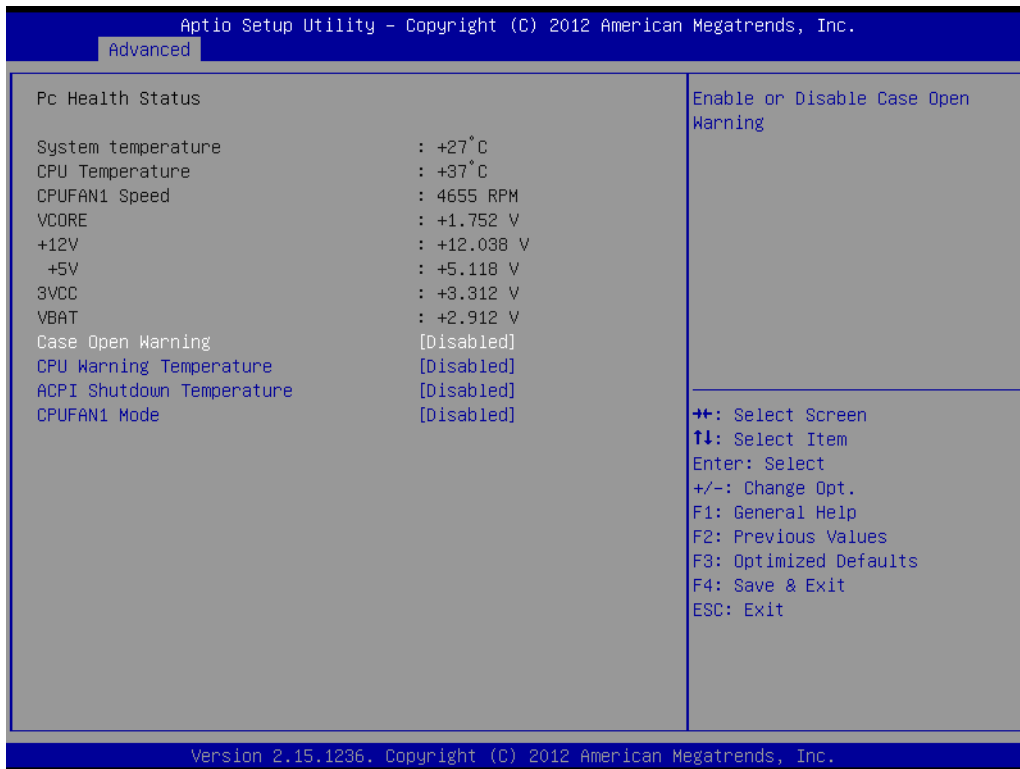 Aptio Setup Utility – Copyright (C) 2012 American Megatrends, Inc.
Advanced
Pc Health Status
System temperature : +27°C
CPU Temperature : +37°C
CPUFAN1 Speed : 4655 RPM
VCORE : +1.752 V
+12V : +12.038 V
+5V : +5.118 V
3VCC : +3.312 V
VBAT : +2.912 V
Case Open Warning [Disabled]
CPU Warning Temperature [Disabled]
ACPI Shutdown Temperature [Disabled]
CPUFAN1 Mode [Disabled]
Enable or Disable Case Open
Warning
→←: Select Screen
↑↓: Select Item
Enter: Select
+/-: Change Opt.
F1: General Help
F2: Previous Values
F3: Optimized Defaults
F4: Save & Exit
ESC: Exit
Version 2.15.1236. Copyright (C) 2012 American Megatrends, Inc.